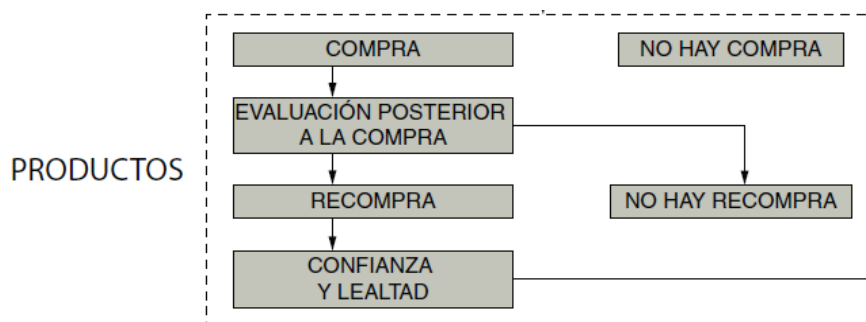 COMPRA
NO HAY COMPRA
EVALUACIÓN POSTERIOR
A LA COMPRA
PRODUCTOS
RECOMPRA
NO HAY RECOMPRA
CONFIANZA
Y LEALTAD